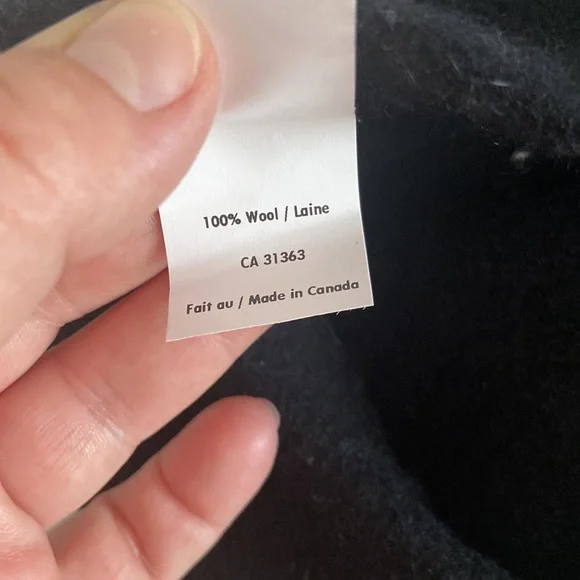 100% Wool / Laine
CA 31363
Fait au / Made in Canada